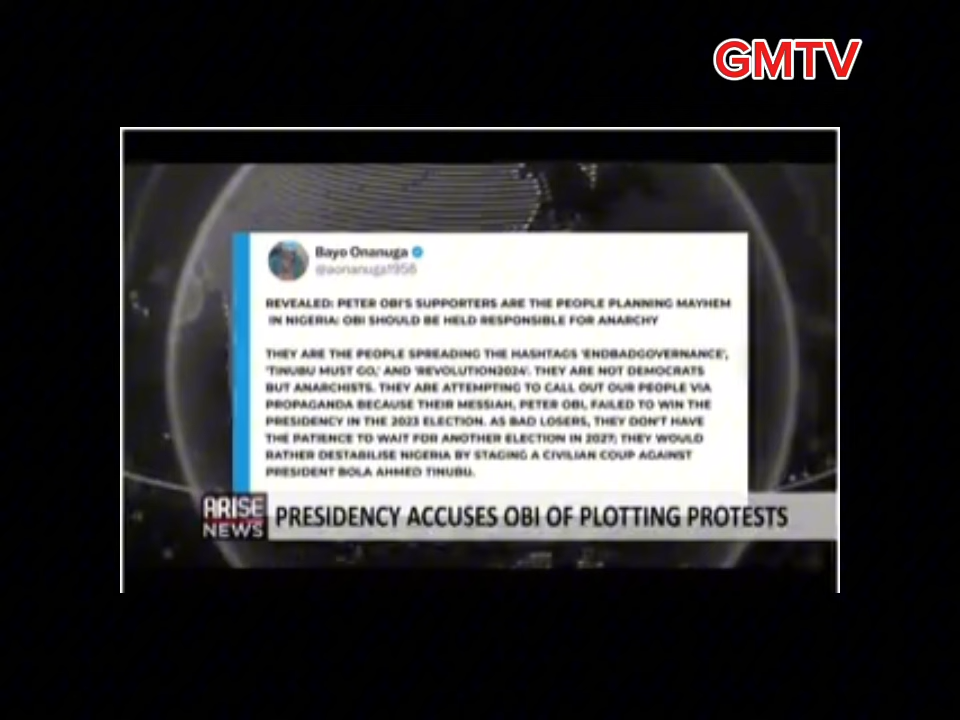 GMTV
Bayo Onanuga
@aonanuga1956
REVEALED: PETER OBI'S SUPPORTERS ARE THE PEOPLE PLANNING MAYHEM
IN NIGERIA: OBI SHOULD BE HELD RESPONSIBLE FOR ANARCHY
THEY ARE THE PEOPLE SPREADING THE HASHTAGS 'ENDBADGOVERNANCE',
'TINUBU MUST GO,' AND 'REVOLUTION2024'. THEY ARE NOT DEMOCRATS
BUT ANARCHISTS. THEY ARE ATTEMPTING TO CALL OUT OUR PEOPLE VIA
PROPAGANDA BECAUSE THEIR MESSIAH, PETER OBI, FAILED TO WIN THE
PRESIDENCY IN THE 2023 ELECTION. AS BAD LOSERS, THEY DON'T HAVE
THE PATIENCE TO WAIT FOR ANOTHER ELECTION IN 2027; THEY WOULD
RATHER DESTABILISE NIGERIA BY STAGING A CIVILIAN COUP AGAINST
PRESIDENT BOLA AHMED TINUBU.
ARISE
NEWS
PRESIDENCY ACCUSES OBI OF PLOTTING PROTESTS